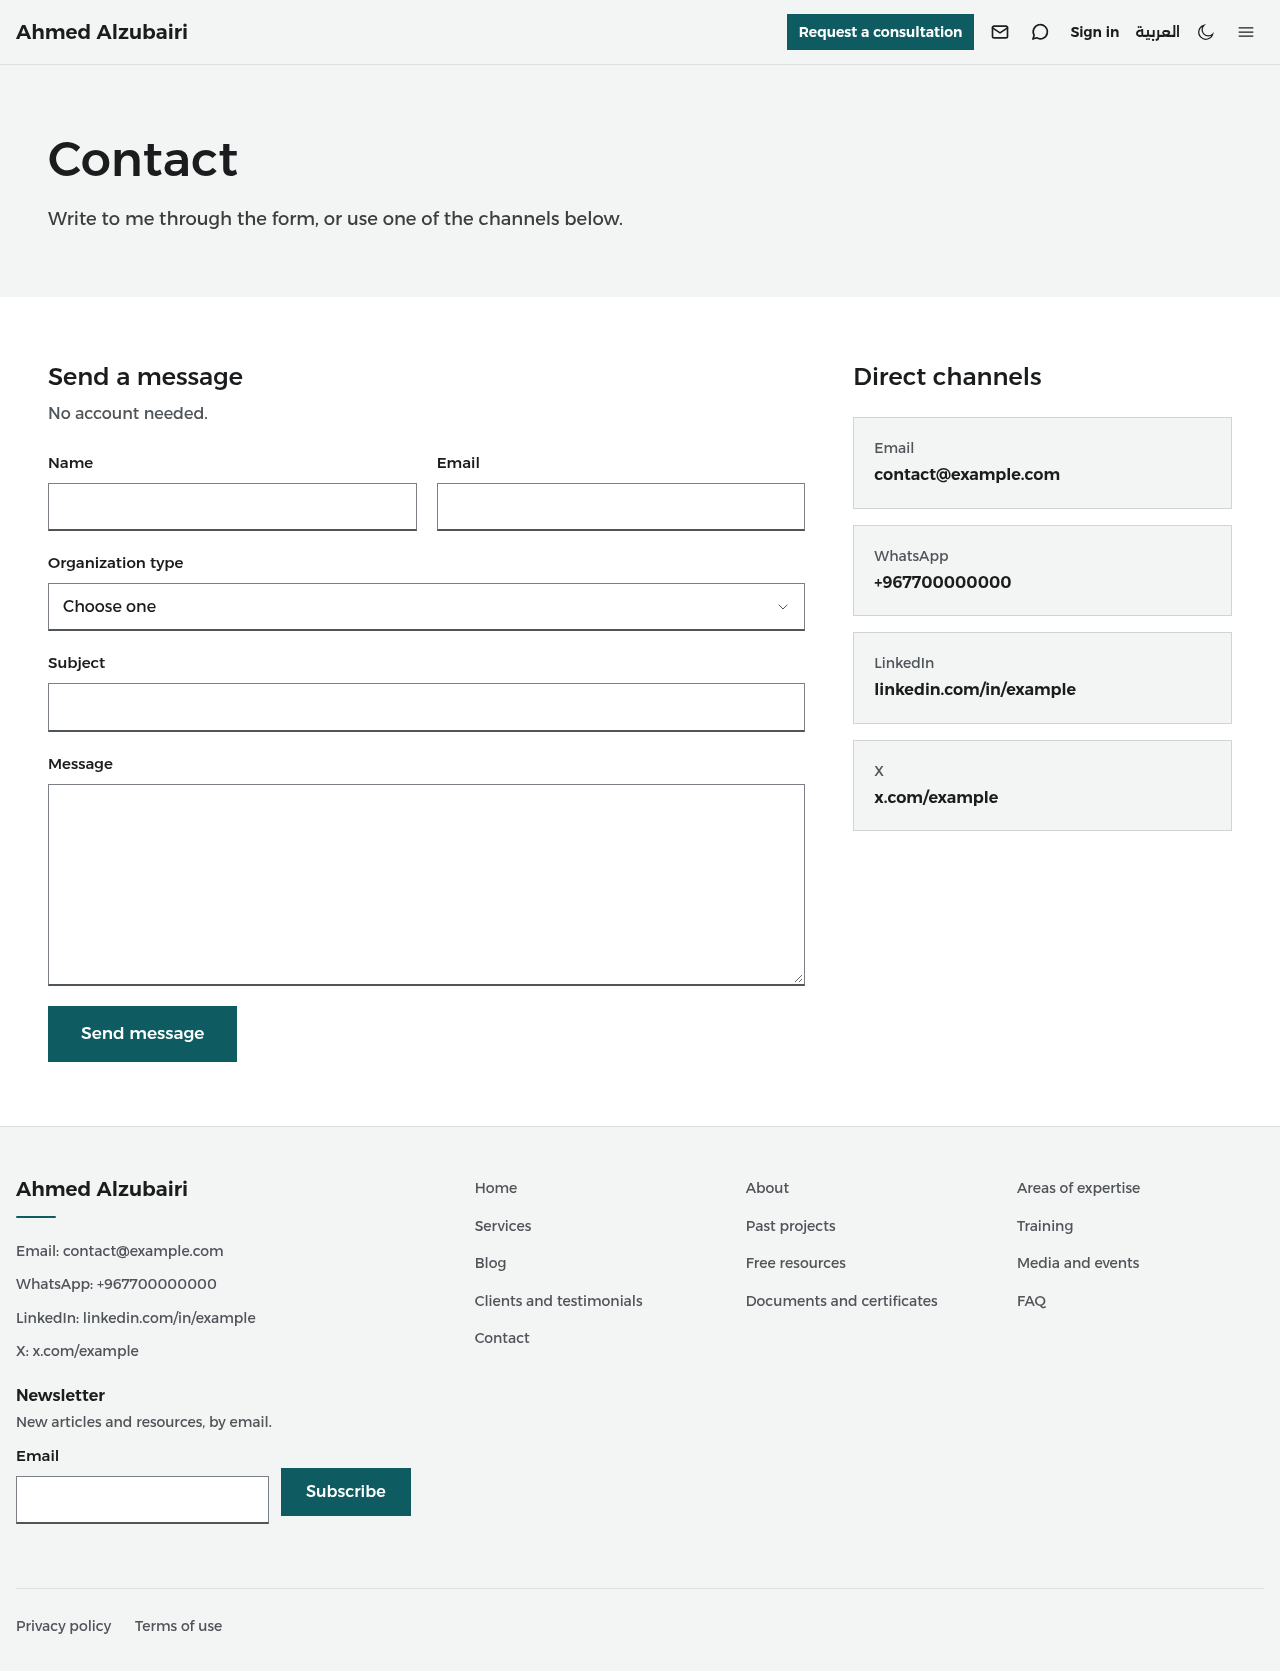 Ahmed Alzubairi
Request a consultation
Sign in
العربية
Contact
Write to me through the form, or use one of the channels below.
Send a message
No account needed.
Name
Email
Organization type
Choose one
Subject
Message
Send message
Direct channels
Email
contact@example.com
WhatsApp
+967700000000
LinkedIn
linkedin.com/in/example
X
x.com/example
Ahmed Alzubairi
Email: contact@example.com
WhatsApp: +967700000000
LinkedIn: linkedin.com/in/example
X: x.com/example
Newsletter
New articles and resources, by email.
Email
Subscribe
Home
About
Areas of expertise
Services
Past projects
Training
Blog
Free resources
Media and events
Clients and testimonials
Documents and certificates
FAQ
Contact
Privacy policy
Terms of use